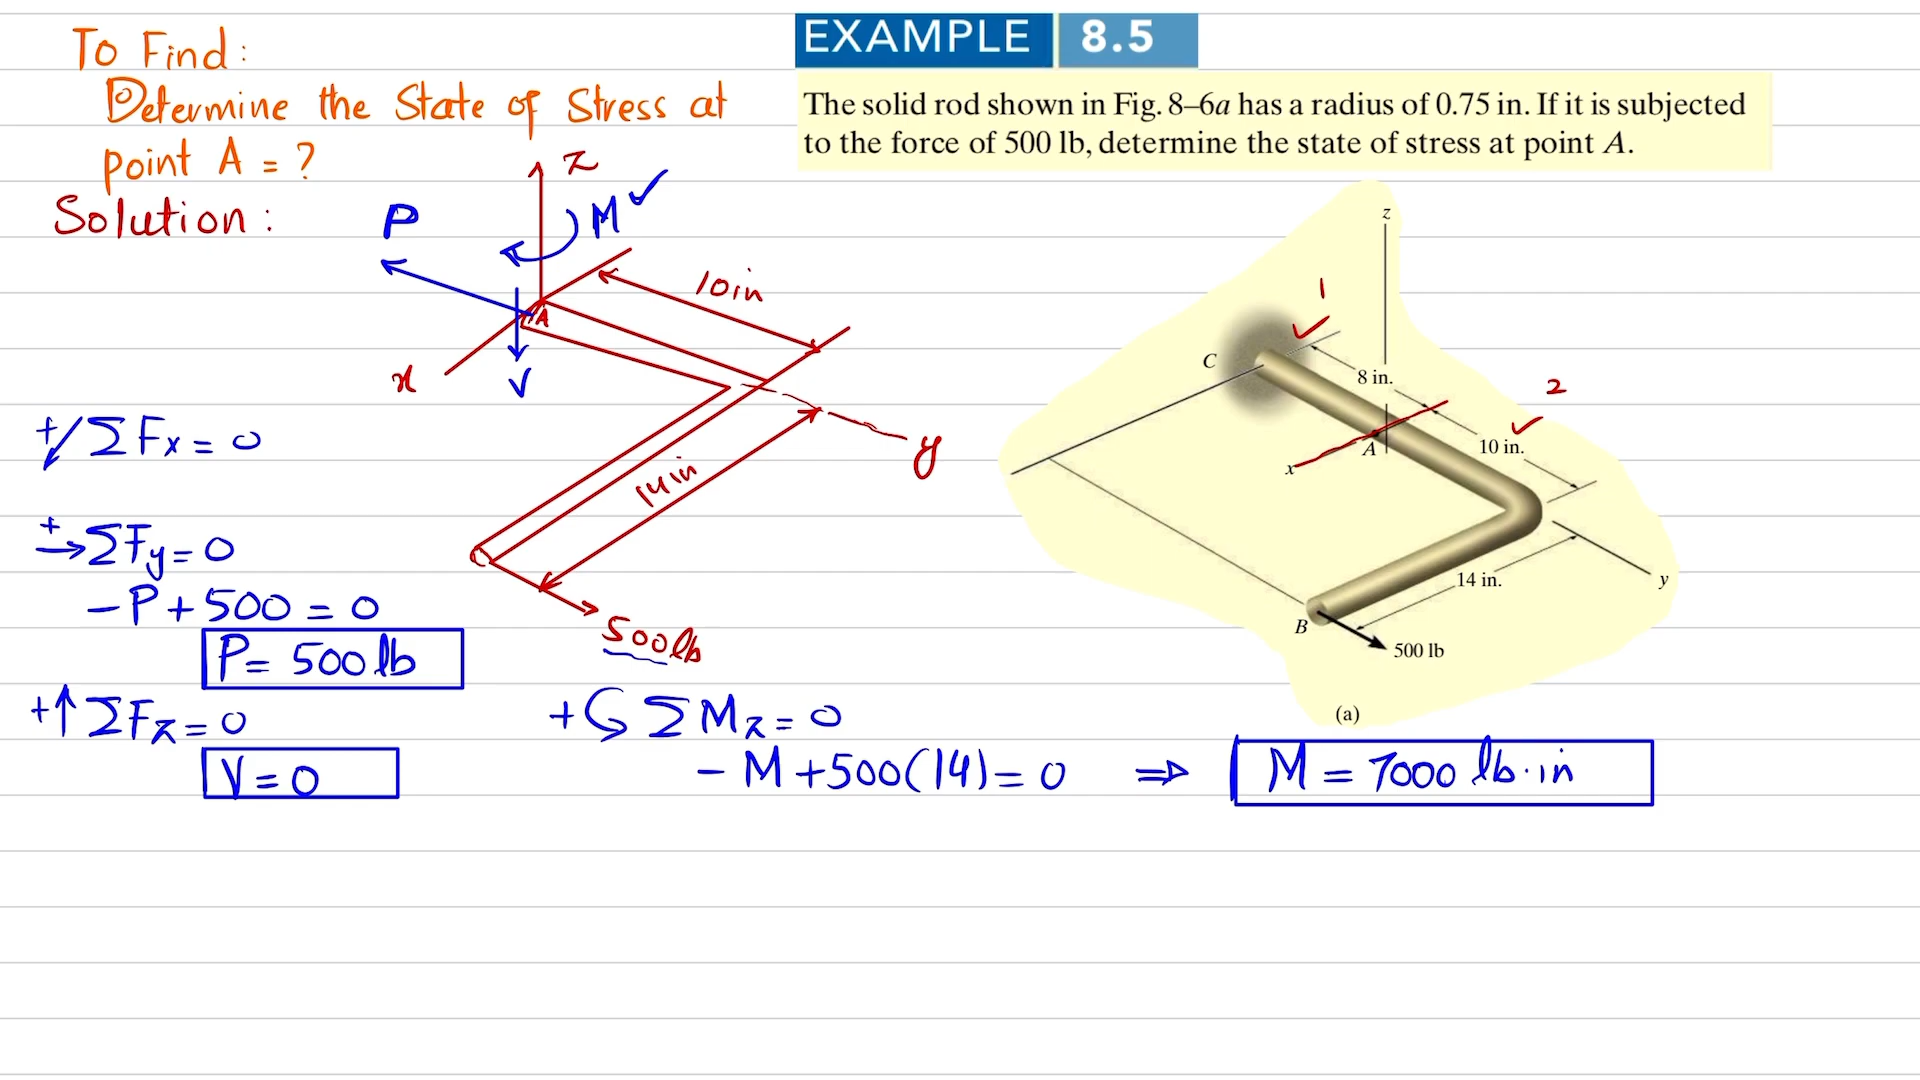 To Find:
Determine the State of Stress at
point A = ?
Solution:
EXAMPLE 8.5
The solid rod shown in Fig. 8–6a has a radius of 0.75 in. If it is subjected
to the force of 500 lb, determine the state of stress at point A.
z
P
M ✓
10in
A
x
V
y
14in
500lb
+↙ ΣFx = 0
+→ ΣFy = 0
-P + 500 = 0
P = 500 lb
+↑ ΣFz = 0
V = 0
+↺ ΣMz = 0
- M + 500(14) = 0 ⇒ M = 7000 lb·in
z
1
✓
C
8 in.
2
✓
A
10 in.
x
14 in.
y
B
500 lb
(a)